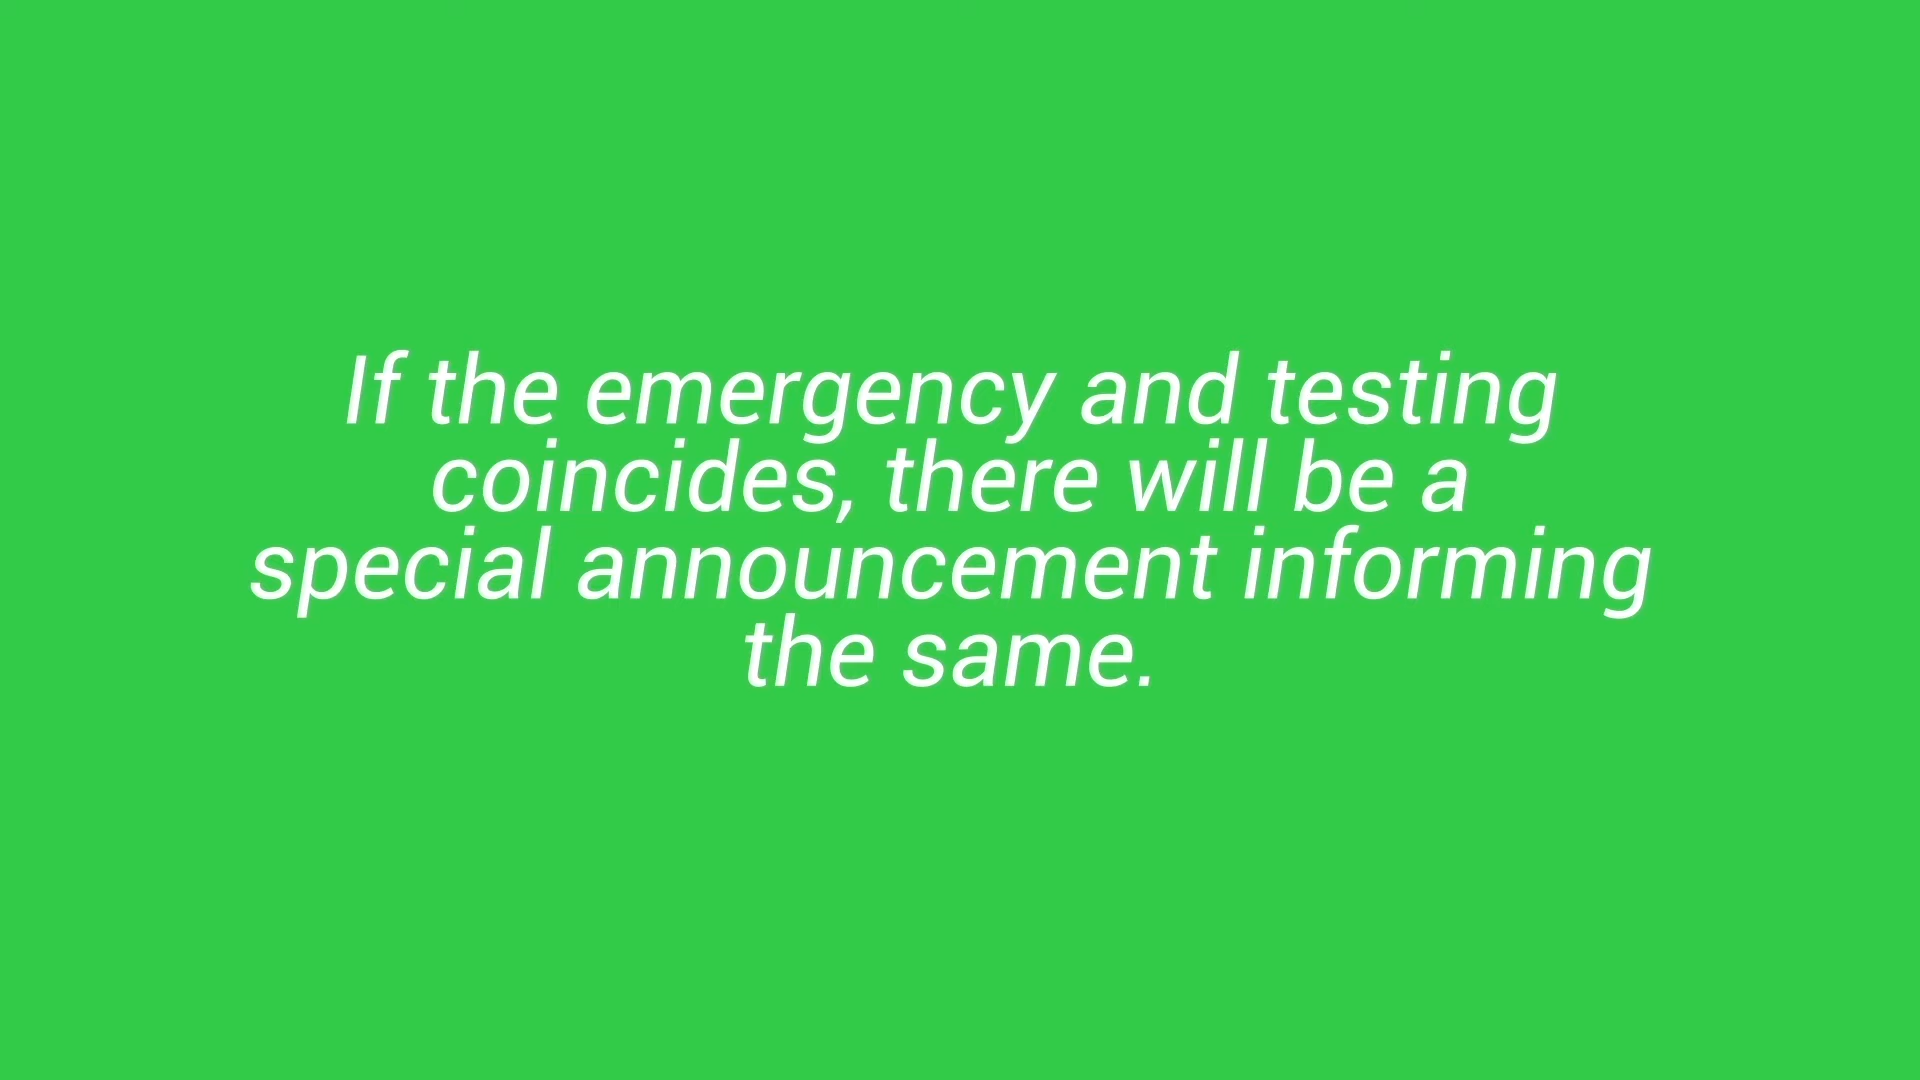 If the emergency and testing
coincides, there will be a
special announcement informing
the same.